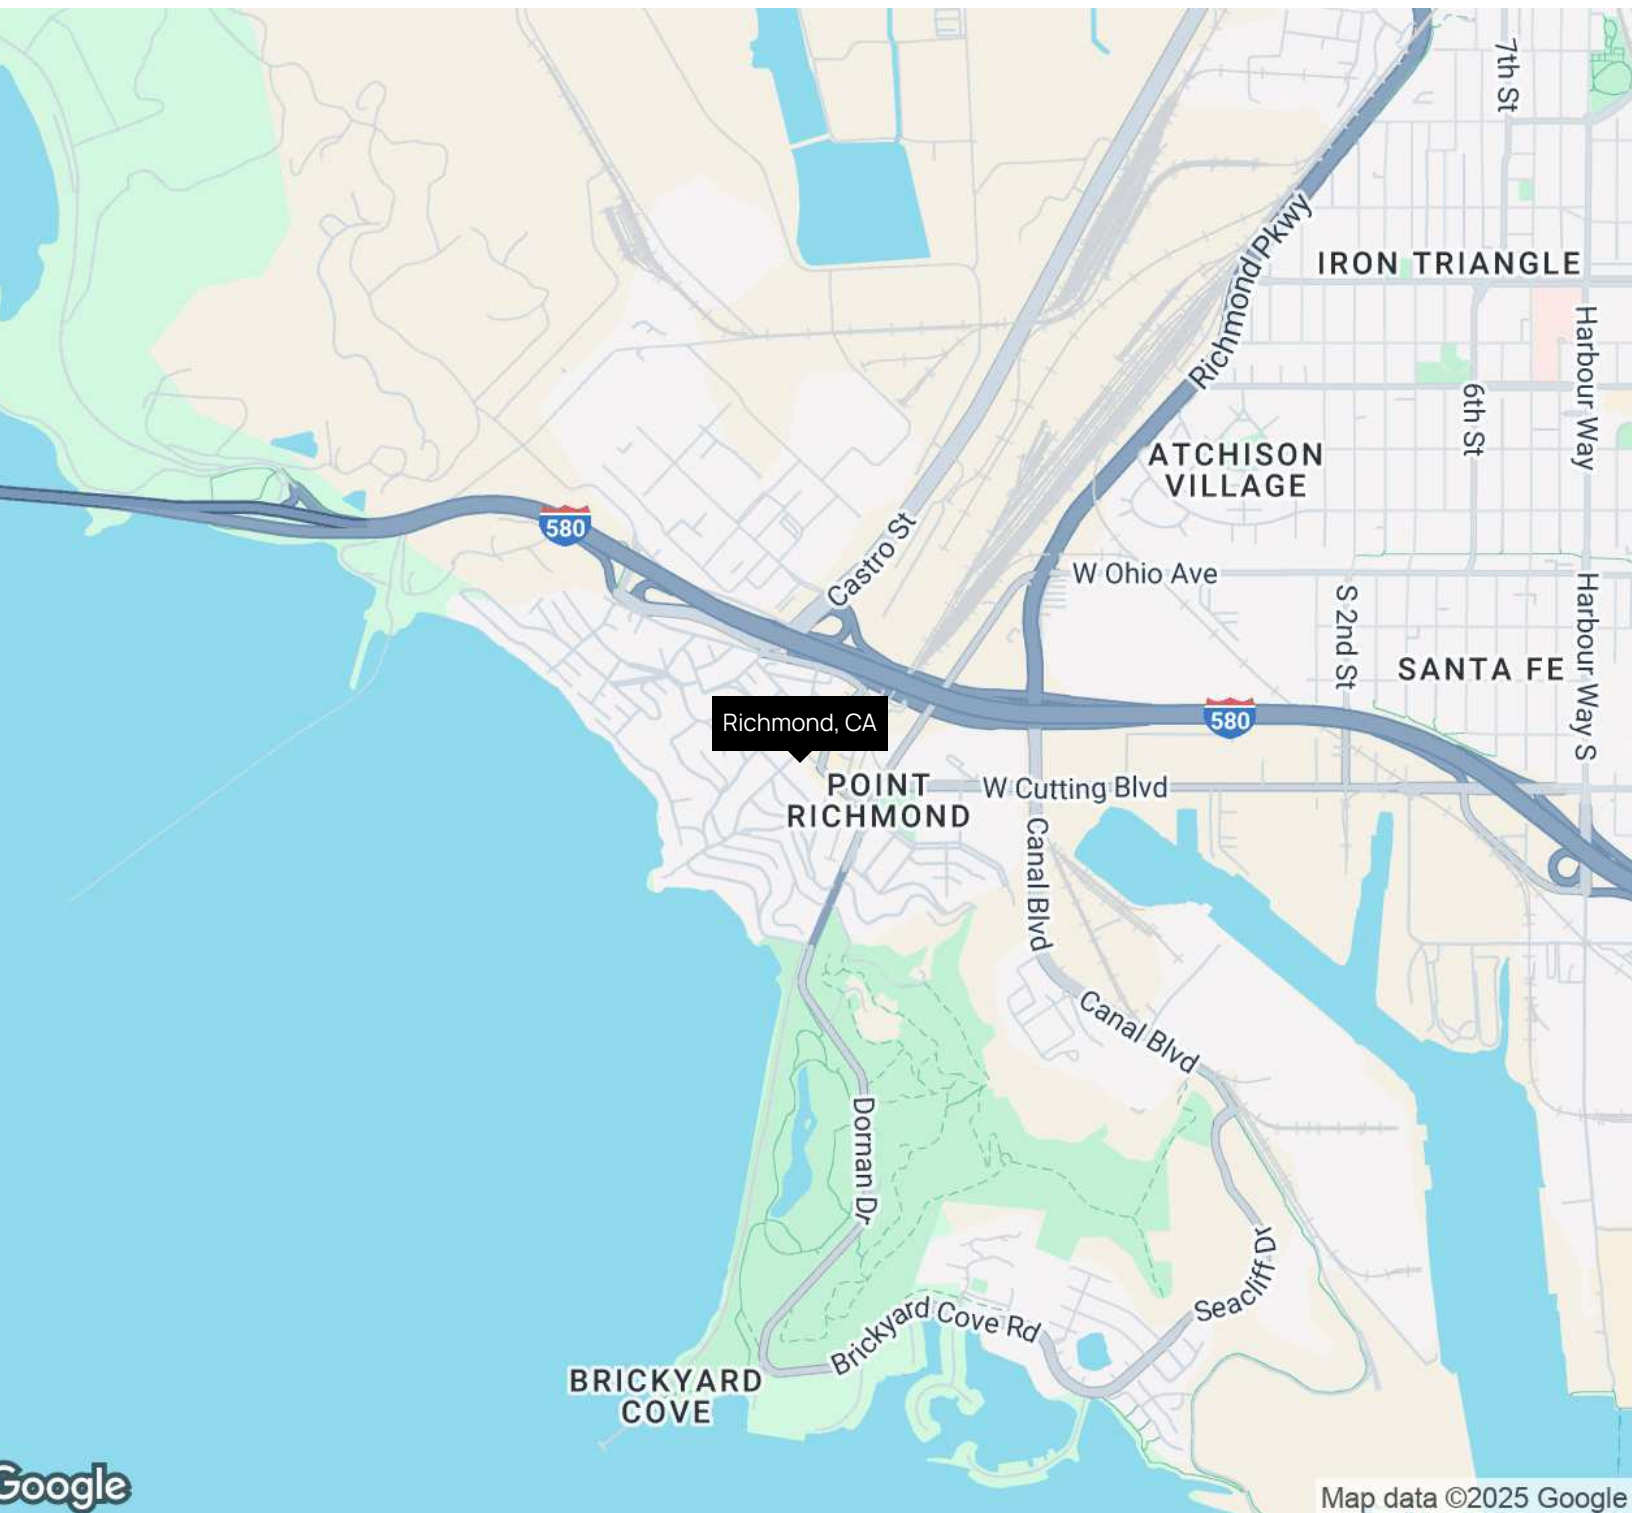 7th St
Richmond Pkwy
IRON TRIANGLE
Harbour Way
6th St
ATCHISON
VILLAGE
580
Castro St
W Ohio Ave
S 2nd St
Harbour Way S
SANTA FE
Richmond, CA
580
POINT
RICHMOND
W Cutting Blvd
Canal Blvd
Canal Blvd
Dornan Dr
Seacliff Dr
Brickyard Cove Rd
BRICKYARD
COVE
Google
Map data ©2025 Google